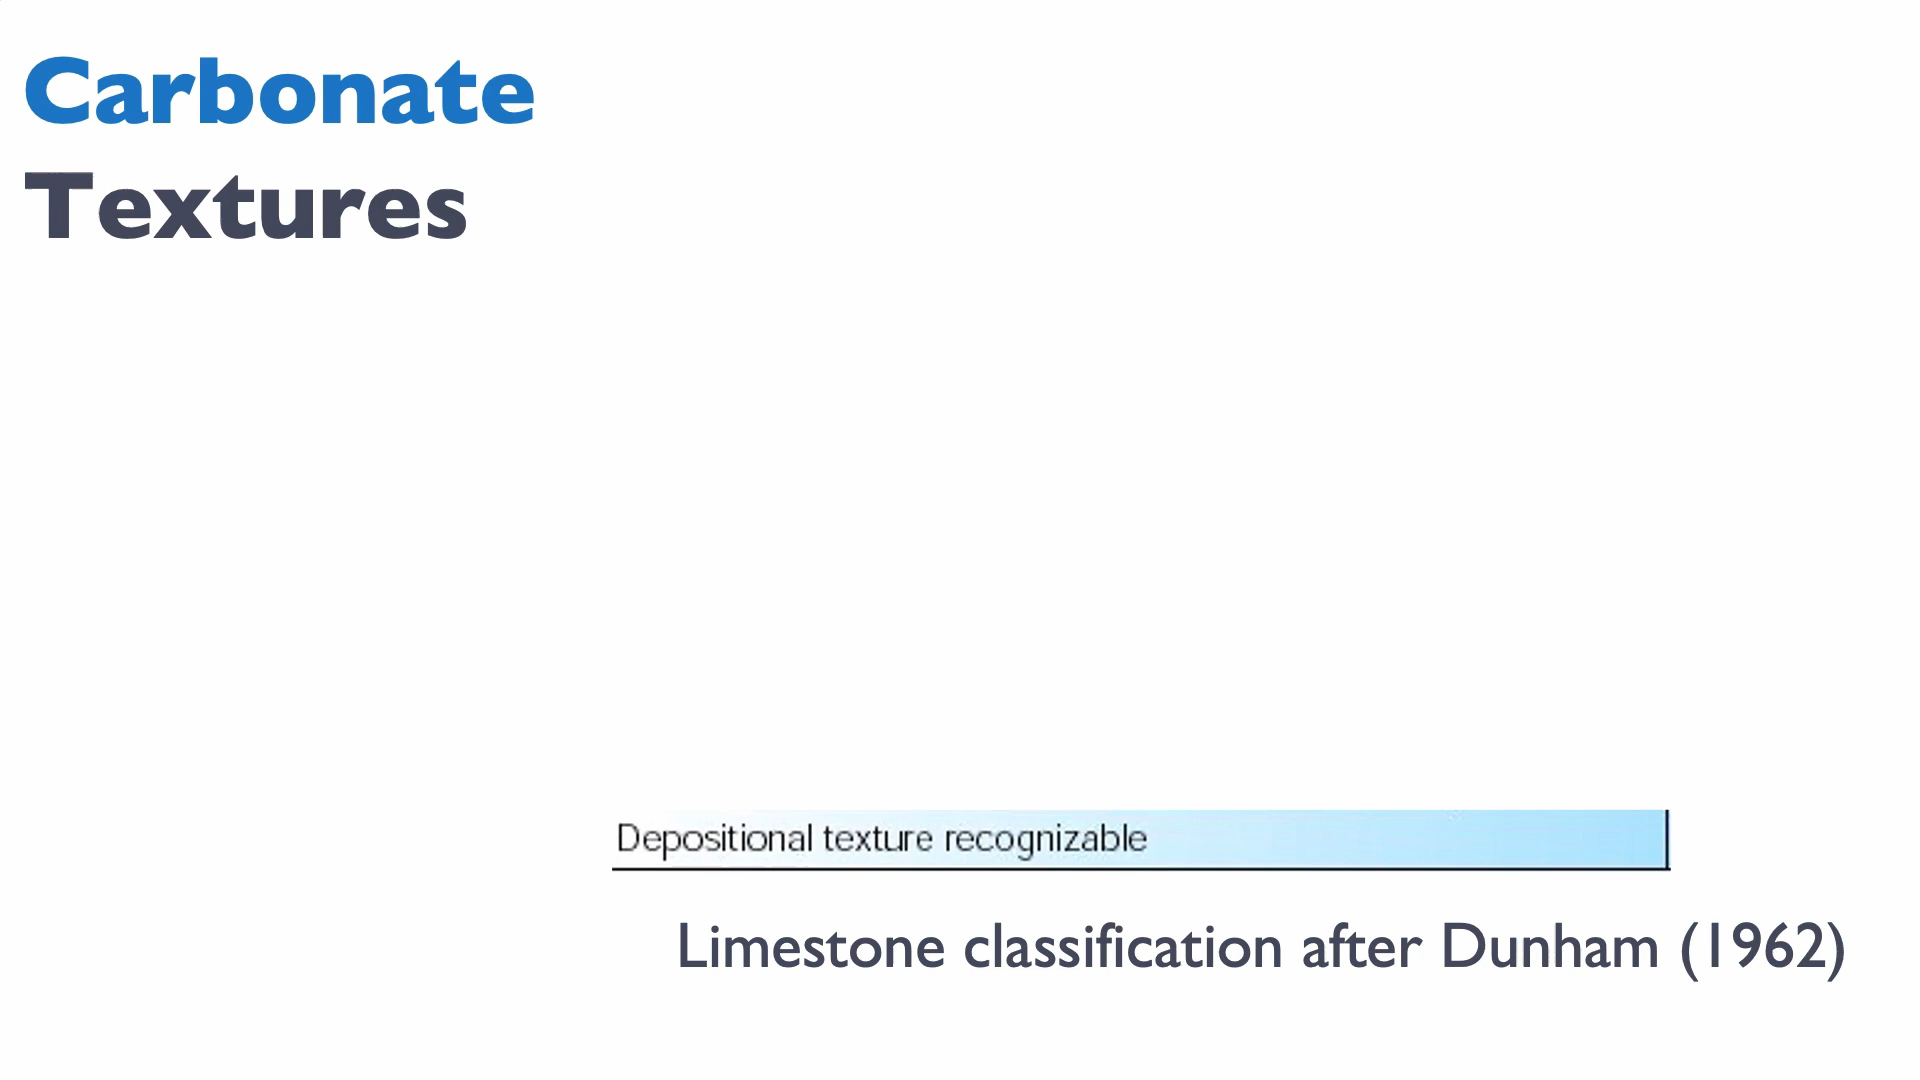 Carbonate
Textures
Depositional texture recognizable
Limestone classification after Dunham (1962)